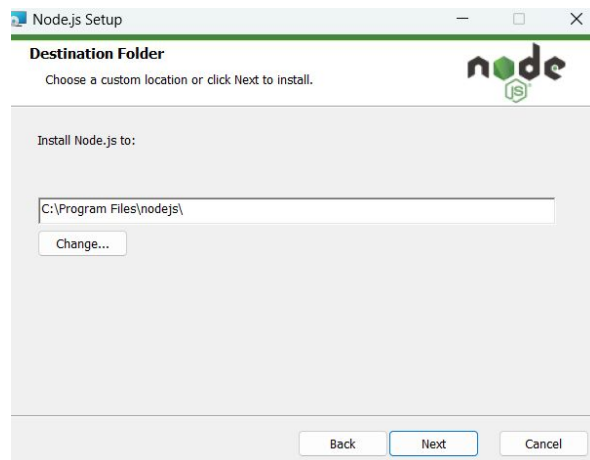 Node.js Setup
Destination Folder
Choose a custom location or click Next to install.
node
JS
Install Node.js to:
C:\Program Files\nodejs\
Change...
Back Next Cancel